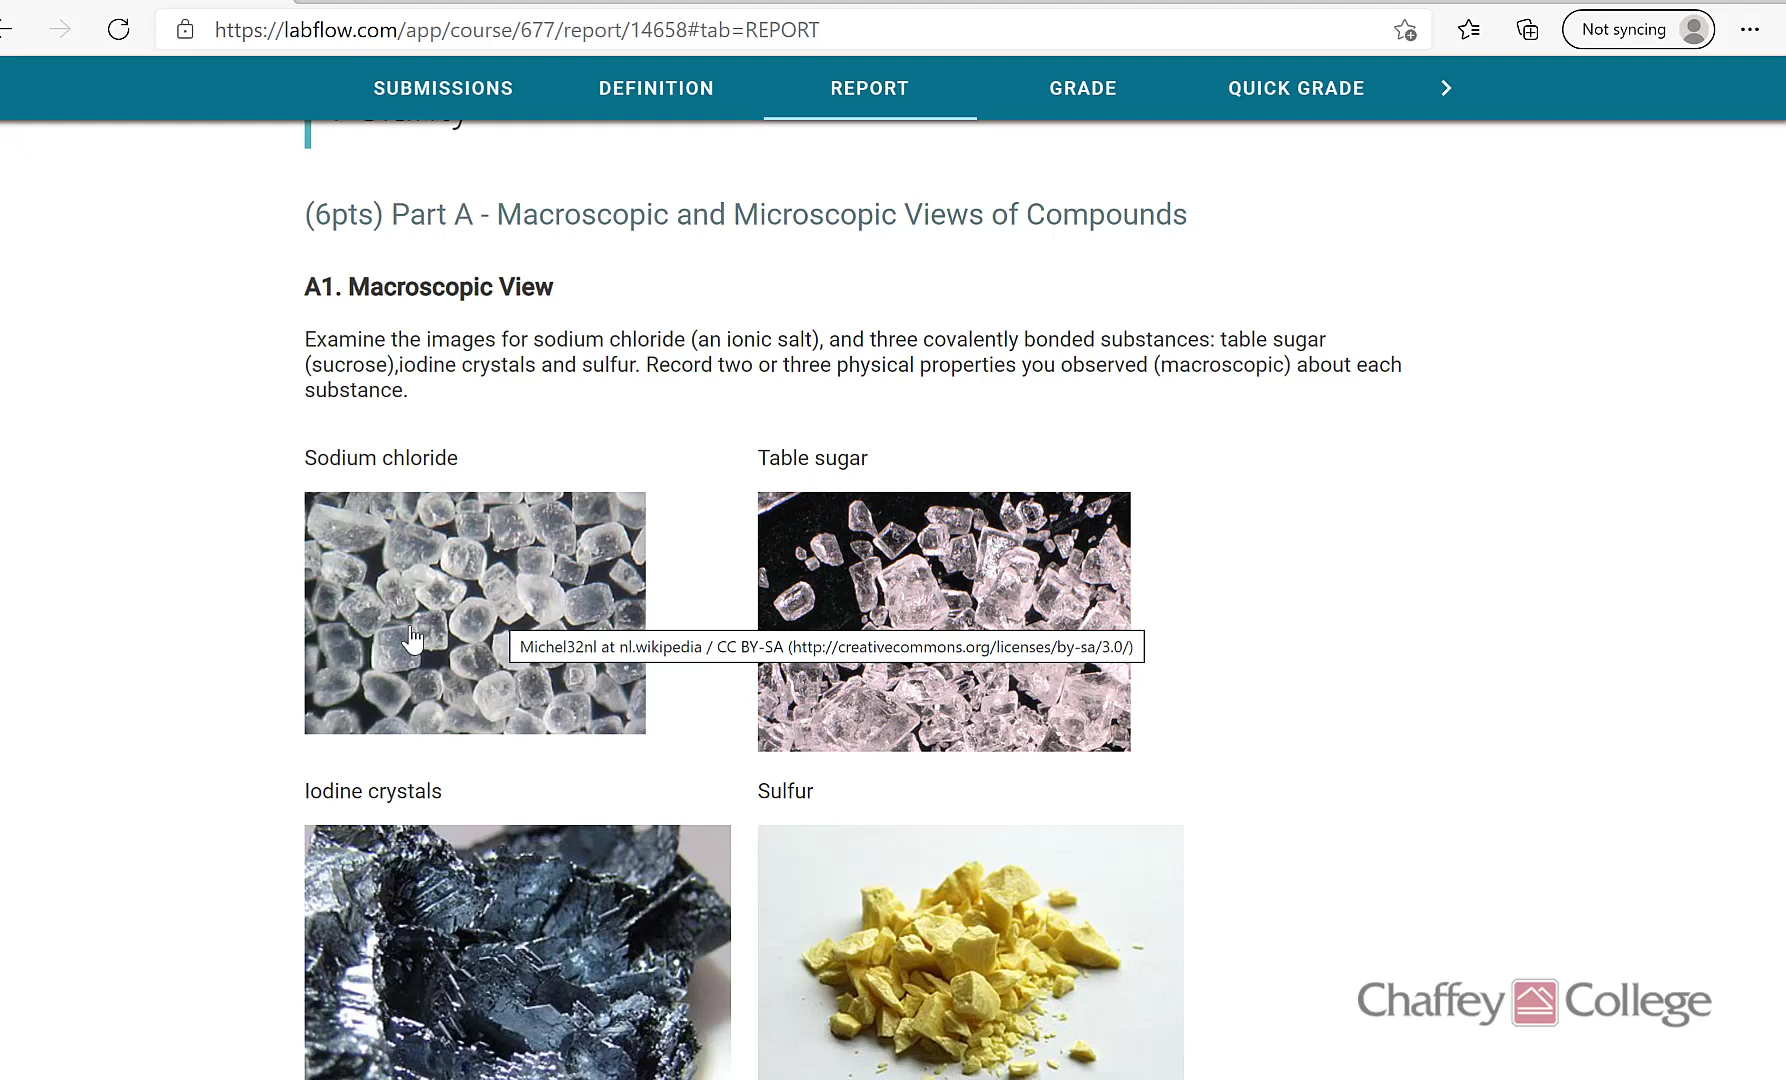 https://labflow.com/app/course/677/report/14658#tab=REPORT
Not syncing
SUBMISSIONS DEFINITION REPORT GRADE QUICK GRADE
(6pts) Part A - Macroscopic and Microscopic Views of Compounds
A1. Macroscopic View
Examine the images for sodium chloride (an ionic salt), and three covalently bonded substances: table sugar
(sucrose),iodine crystals and sulfur. Record two or three physical properties you observed (macroscopic) about each
substance.
Sodium chloride
Table sugar
Michel32nl at nl.wikipedia / CC BY-SA (http://creativecommons.org/licenses/by-sa/3.0/)
Iodine crystals
Sulfur
Chaffey College